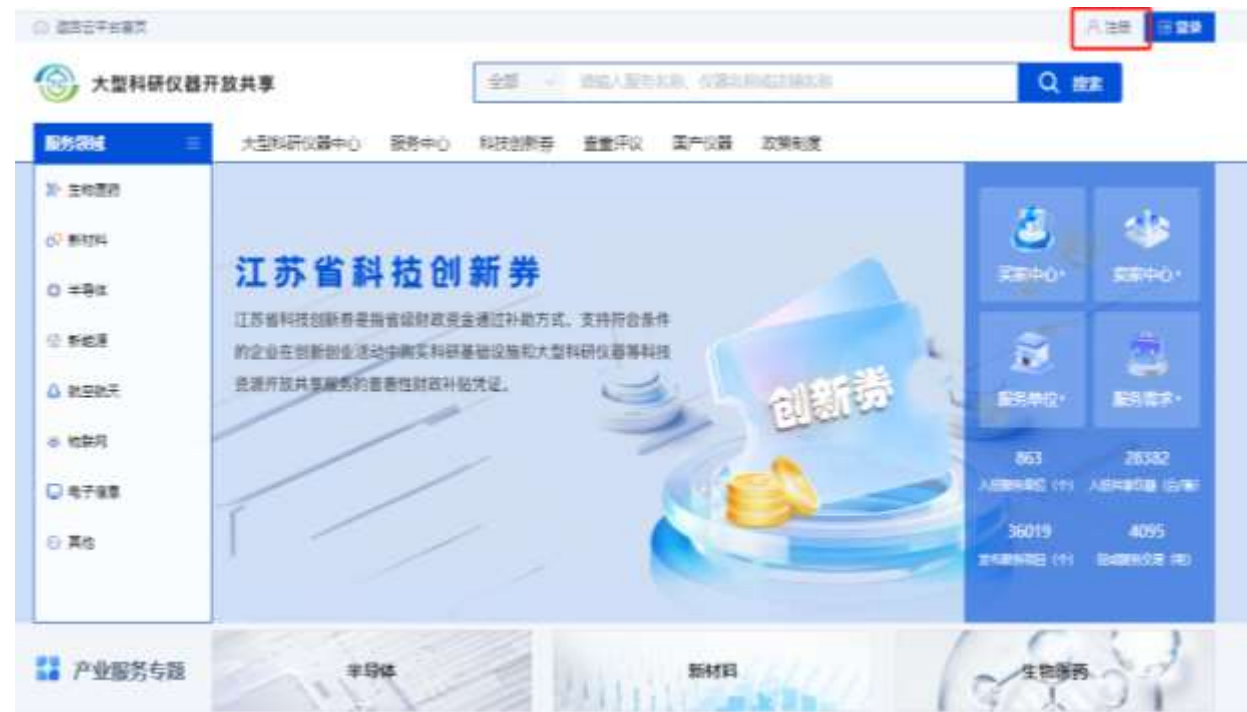 注册
登录
大型科研仪器开放共享
全部
搜索
服务领域
大型科研仪器中心 服务中心 科技创新券 查重评议 国产仪器 政策制度
生物医药
新材料
半导体
新能源
航空航天
物联网
电子信息
其他
江苏省科技创新券
江苏省科技创新券是指省级财政资金通过补助方式、支持符合条件
的企业在创新创业活动中购买科研基础设施和大型科研仪器等科技
资源开放共享服务的普惠性财政补贴凭证。
创新券
买家中心
卖家中心
服务单位
服务需求
863
28382
36019
4095
产业服务专题
半导体
新材料
生物医药